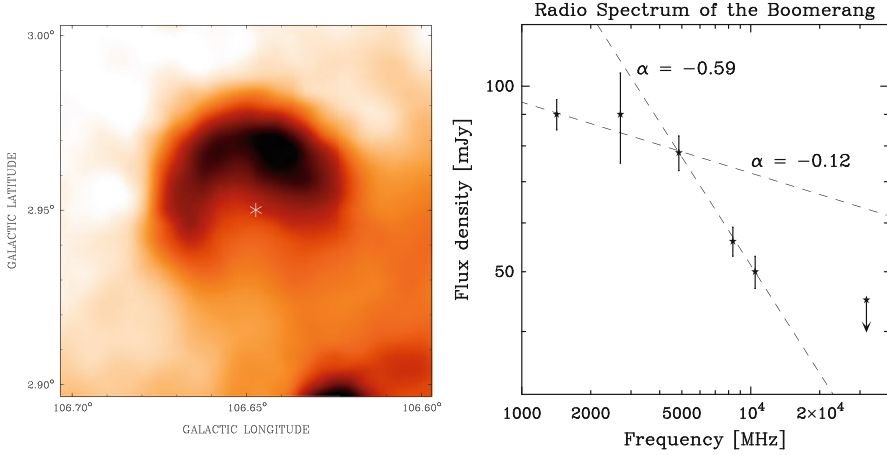 Radio Spectrum of the Boomerang
3.00°
2.95
2.90
GALACTIC LATITUDE
106.70°
106.65
106.60
GALACTIC LONGITUDE
α = −0.59
α = −0.12
100
50
Flux density [mJy]
1000
2000
5000
10⁴
2×10⁴
Frequency [MHz]